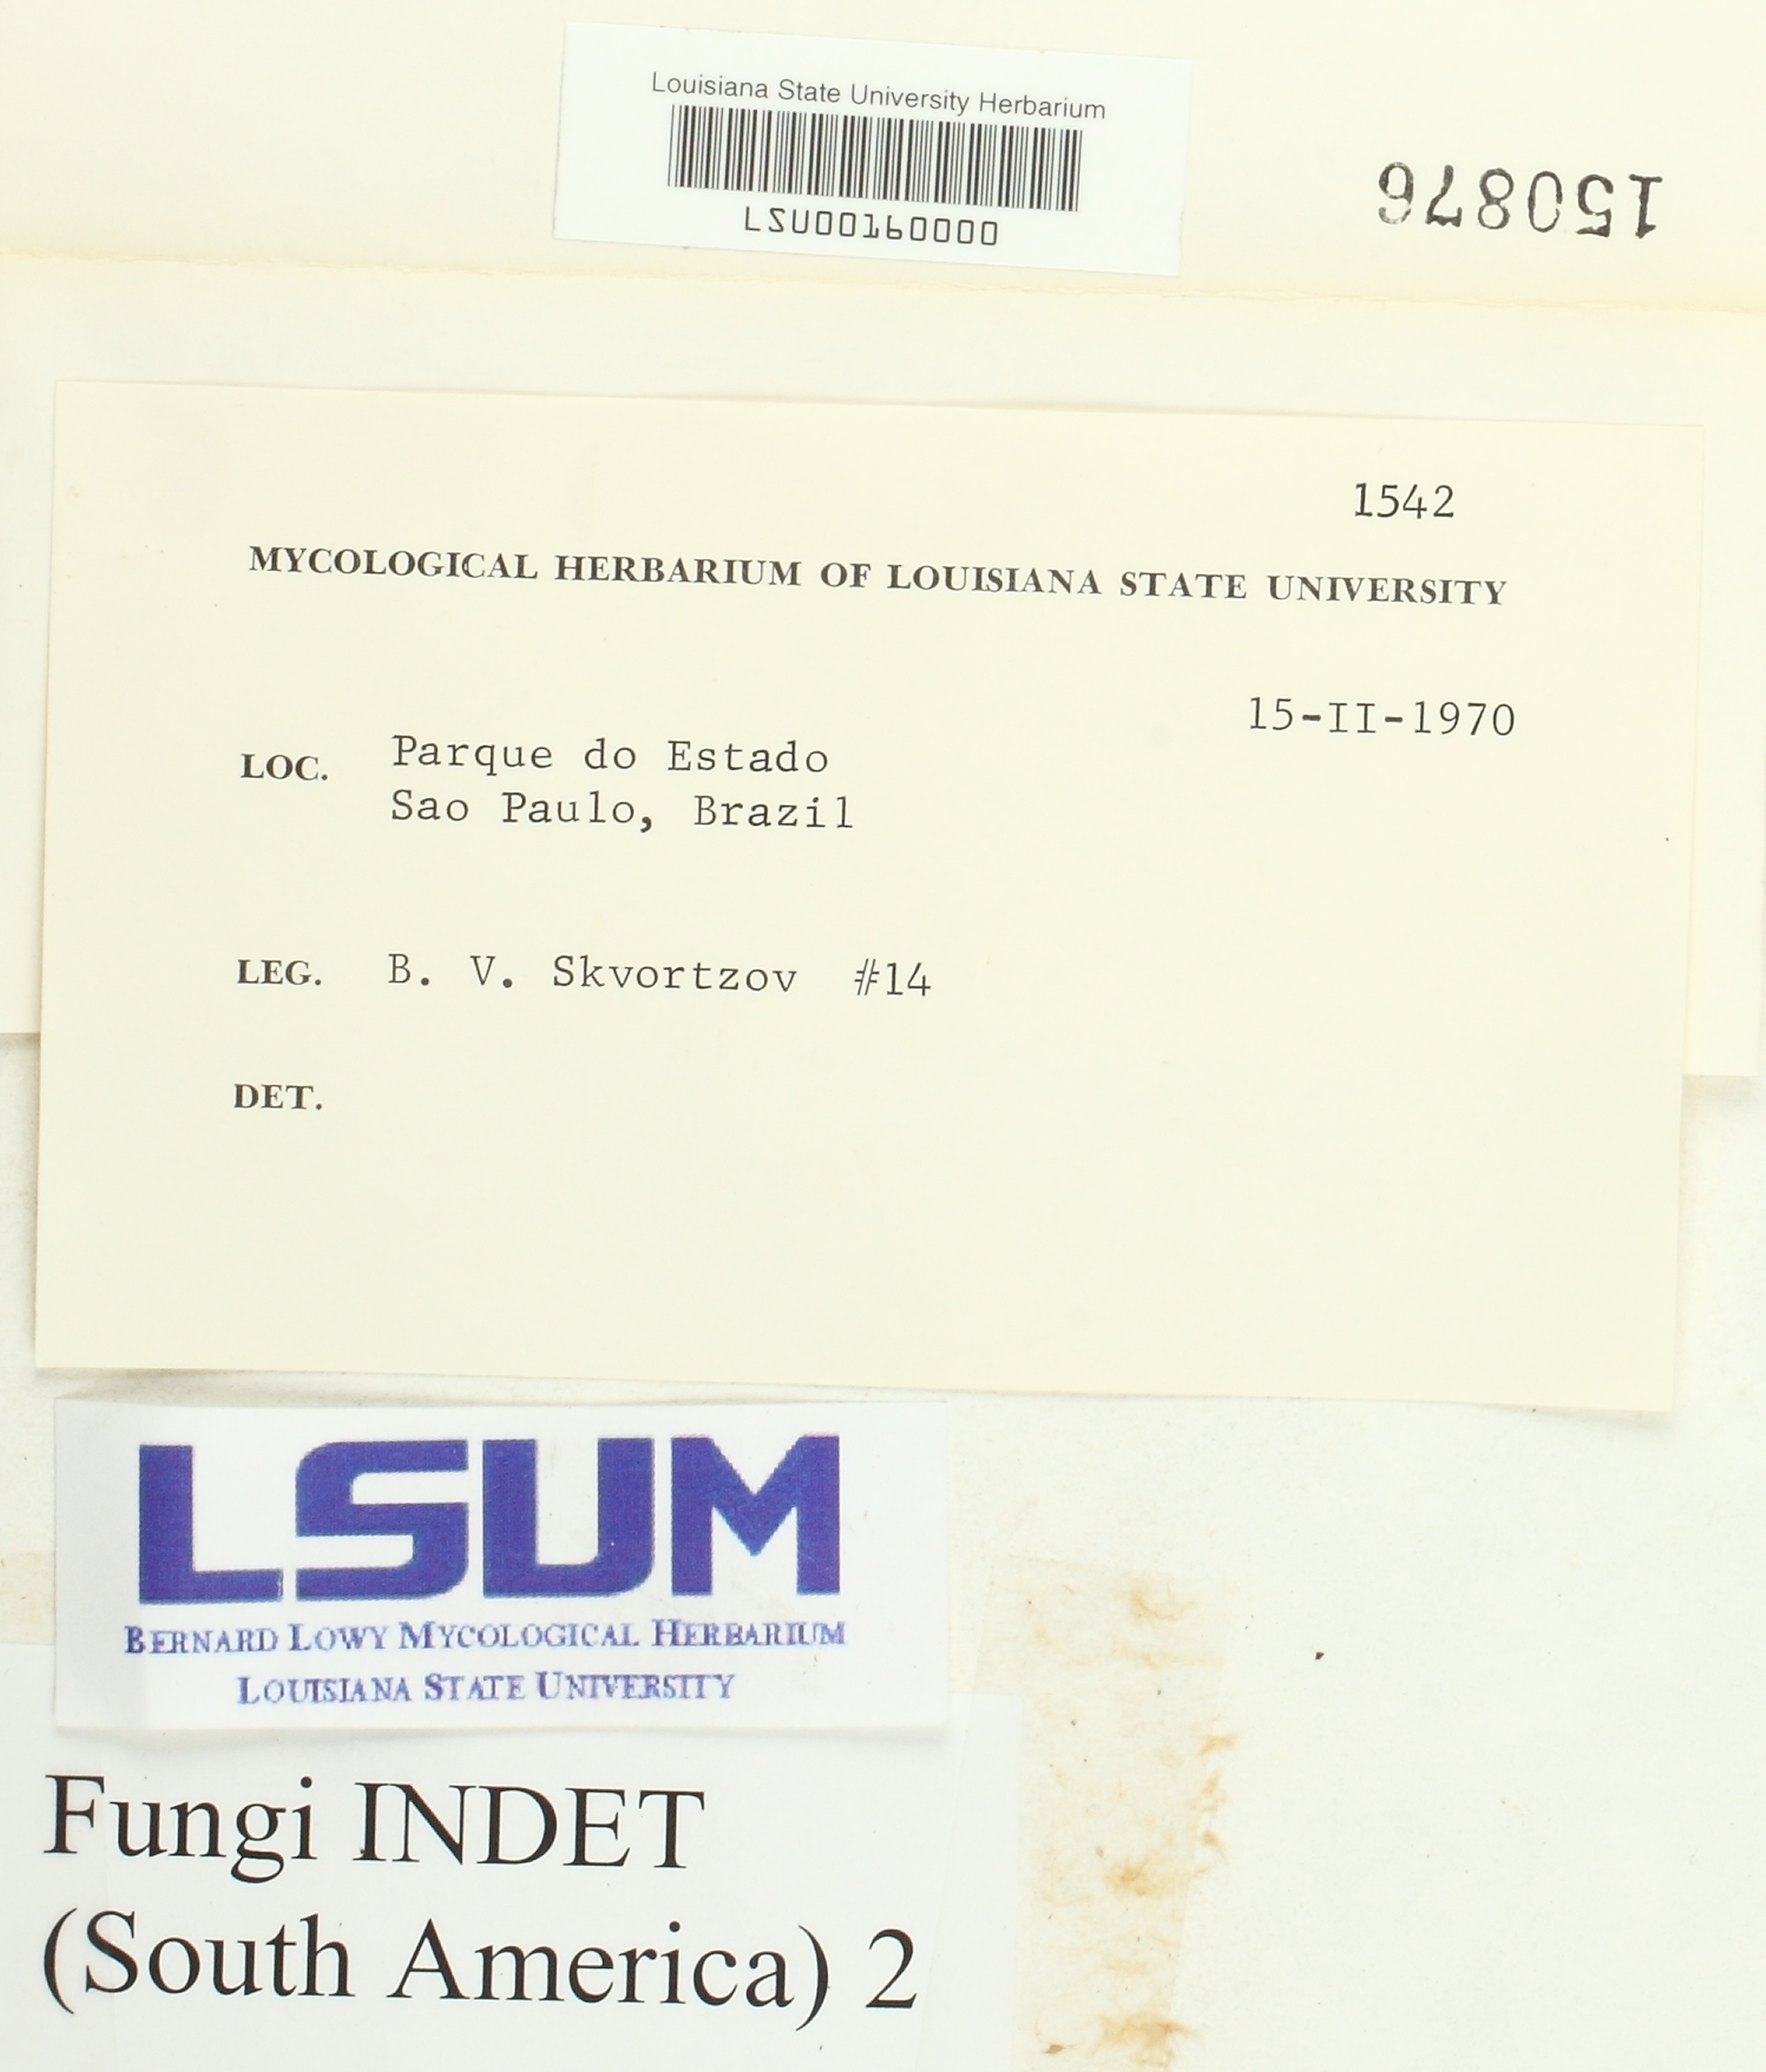 Louisiana State University Herbarium
LSU00160000
150876
1542
MYCOLOGICAL HERBARIUM OF LOUISIANA STATE UNIVERSITY
15-II-1970
LOC. Parque do Estado
Sao Paulo, Brazil
LEG. B. V. Skvortzov #14
DET.
LSUM
BERNARD LOWY MYCOLOGICAL HERBARIUM
LOUISIANA STATE UNIVERSITY
Fungi INDET
(South America) 2